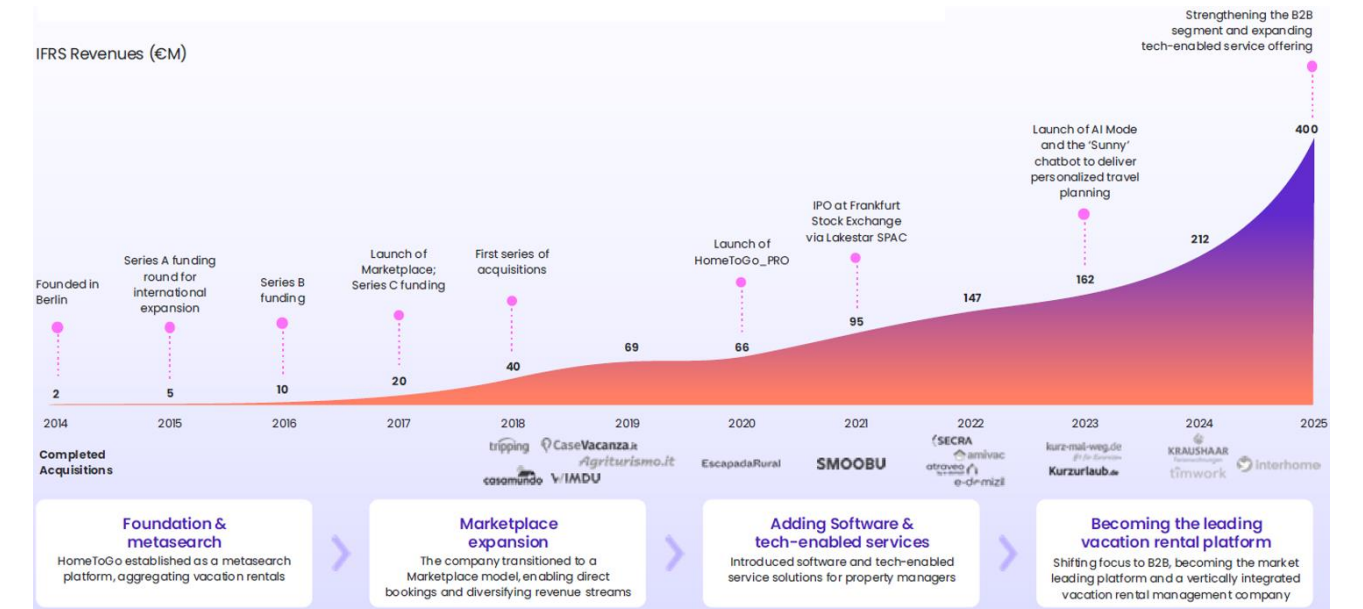 IFRS Revenues (€M)
Founded in
Berlin
Series A funding
round for
international
expansion
Series B
funding
Launch of
Marketplace;
Series C funding
First series of
acquisitions
Launch of
HomeToGo_PRO
IPO at Frankfurt
Stock Exchange
via Lakestar SPAC
Launch of AI Mode
and the ‘Sunny’
chatbot to deliver
personalized travel
planning
Strengthening the B2B
segment and expanding
tech-enabled service offering
2
5
10
20
40
69
66
95
147
162
212
400
2014
2015
2016
2017
2018
2019
2020
2021
2022
2023
2024
2025
Completed
Acquisitions
tripping
CaseVacanza.it
Agriturismo.it
casamundo
WIMDU
EscapadaRural
SMOOBU
SECRA
amivac
atraveo
e-domizil
kurz-mal-weg.de
Kurzurlaub.de
KRAUSHAAR
timwork
Interhome
Foundation &
metasearch
HomeToGo established as a metasearch
platform, aggregating vacation rentals
Marketplace
expansion
The company transitioned to a
Marketplace model, enabling direct
bookings and diversifying revenue streams
Adding Software &
tech-enabled services
Introduced software and tech-enabled
service solutions for property managers
Becoming the leading
vacation rental platform
Shifting focus to B2B, becoming the market
leading platform and a vertically integrated
vacation rental management company